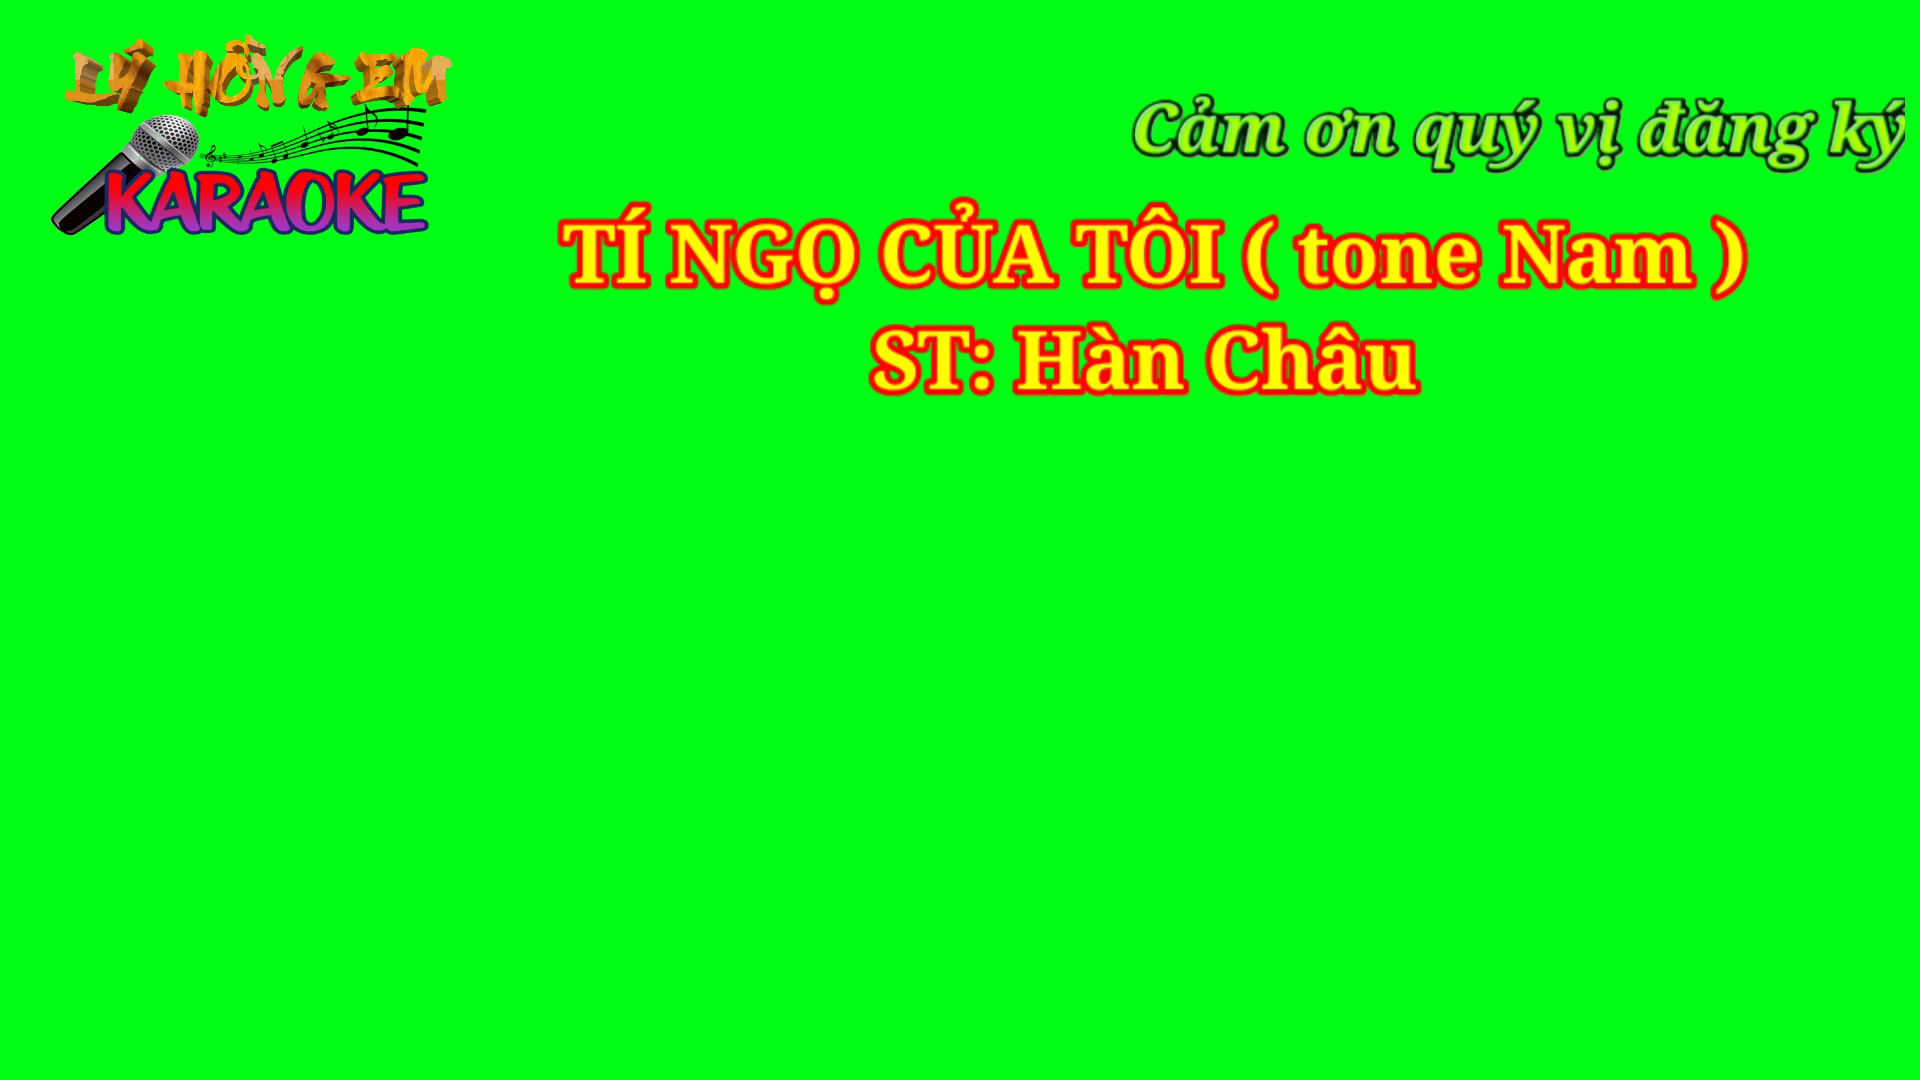 LÝ HỒNG EM
KARAOKE
Cảm ơn quý vị đăng ký
TÍ NGỌ CỦA TÔI ( tone Nam )
ST: Hàn Châu